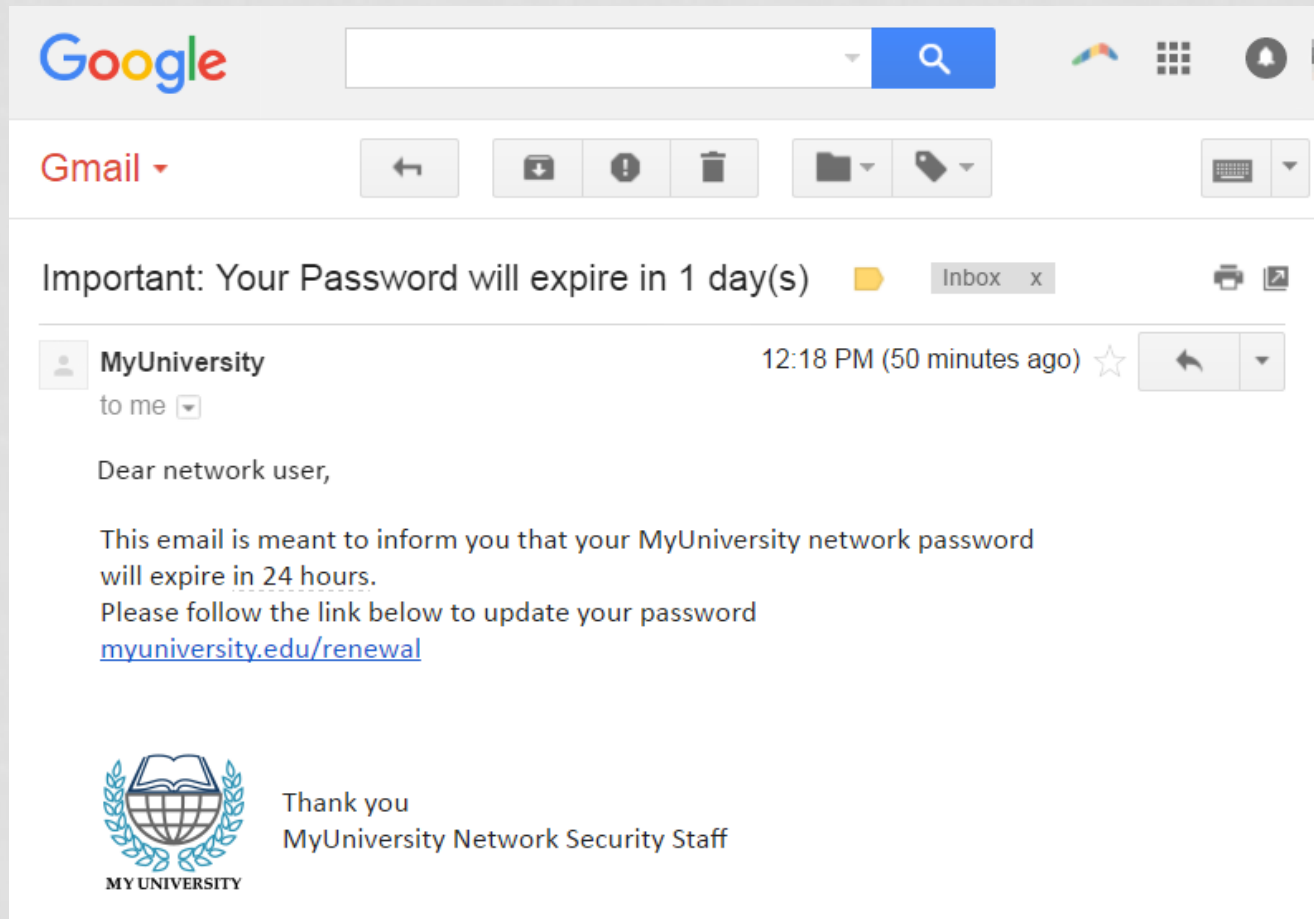 Google
Gmail
Important: Your Password will expire in 1 day(s)
Inbox x
MyUniversity
12:18 PM (50 minutes ago)
to me
Dear network user,
This email is meant to inform you that your MyUniversity network password
will expire in 24 hours.
Please follow the link below to update your password
myuniversity.edu/renewal
Thank you
MyUniversity Network Security Staff
MY UNIVERSITY